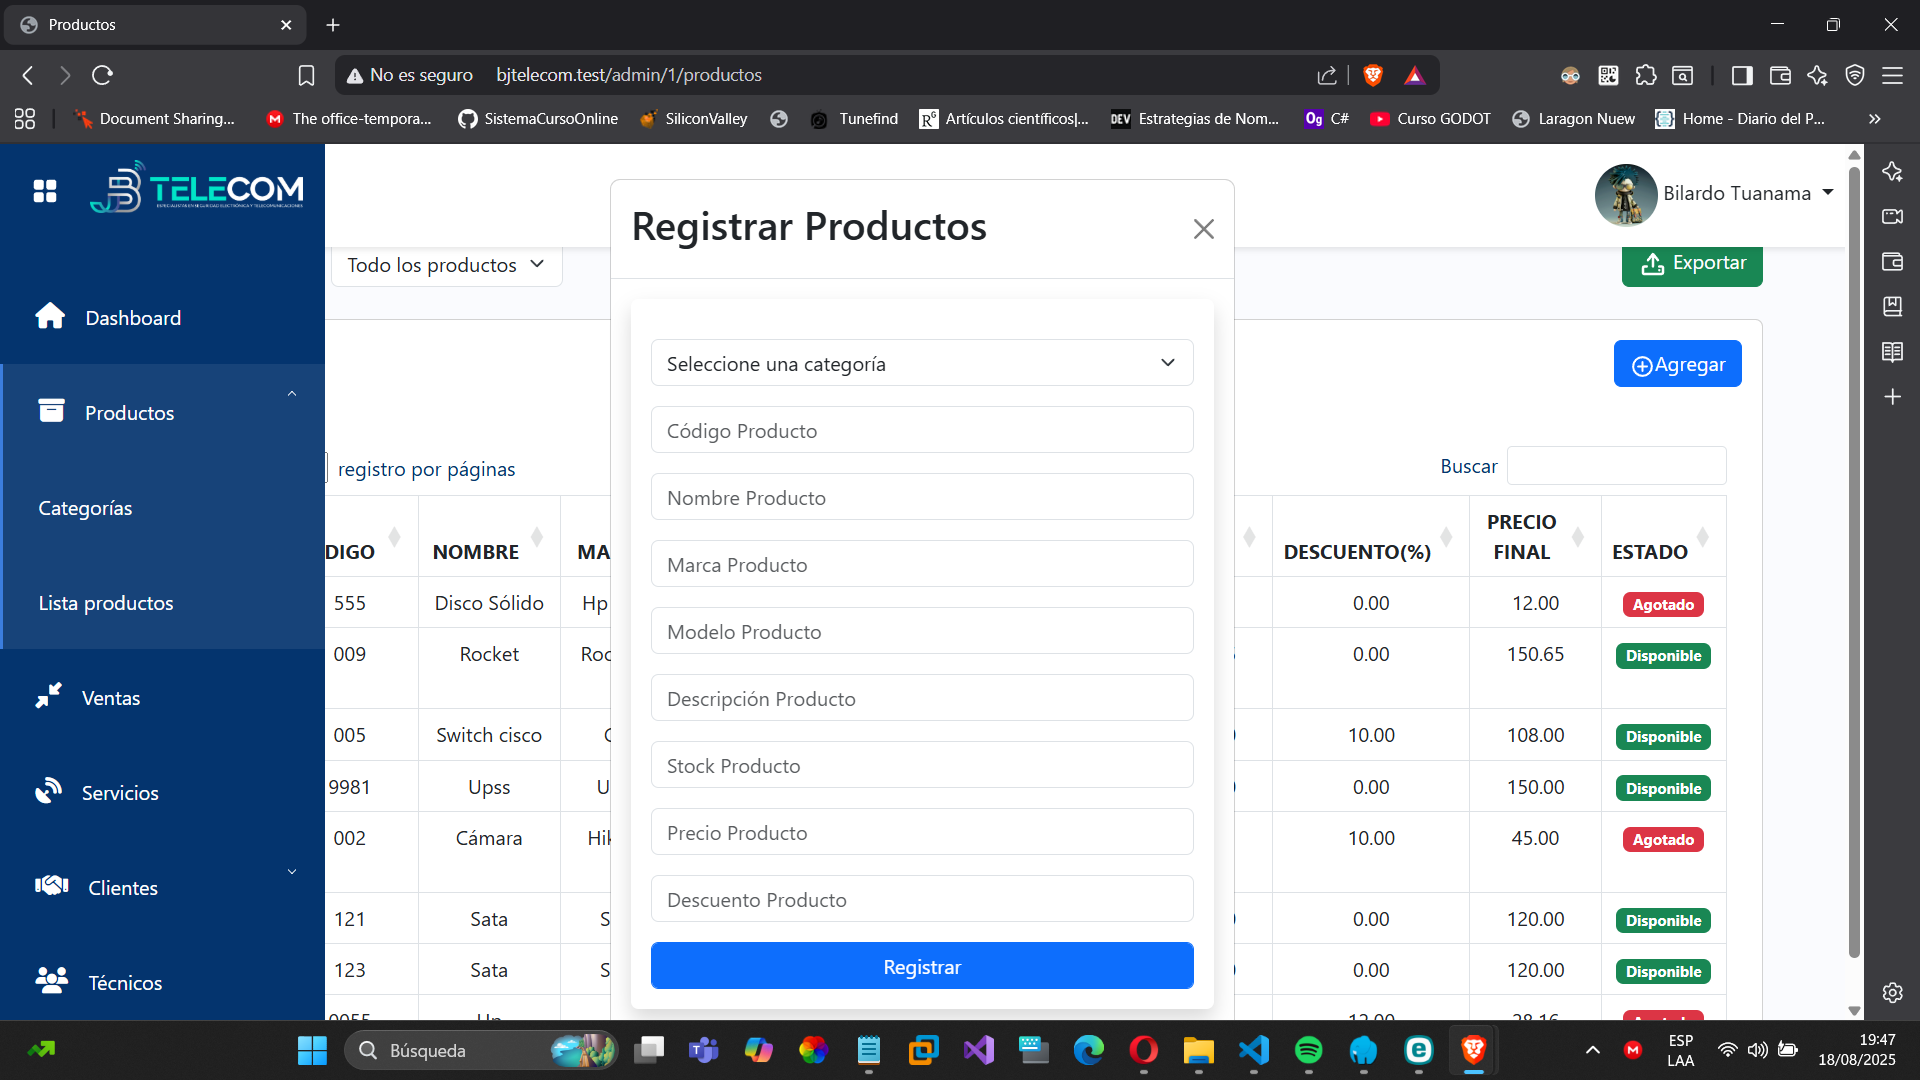 Productos
No es seguro bjtelecom.test/admin/1/productos
Document Sharing...
The office-tempora...
SistemaCursoOnline
SiliconValley
Tunefind
Artículos científicos|...
Estrategias de Nom...
C#
Curso GODOT
Laragon Nuew
Home - Diario del P...
JB TELECOM
Bilardo Tuanama
Dashboard
Productos
Categorías
Lista productos
Ventas
Servicios
Clientes
Técnicos
Todo los productos
Exportar
Agregar
registro por páginas
Buscar
DIGO NOMBRE MA DESCUENTO(%) PRECIO FINAL ESTADO
555 Disco Sólido Hp 0.00 12.00 Agotado
009 Rocket Roc 0.00 150.65 Disponible
005 Switch cisco 10.00 108.00 Disponible
9981 Upss U 0.00 150.00 Disponible
002 Cámara Hik 10.00 45.00 Agotado
121 Sata S 0.00 120.00 Disponible
123 Sata S 0.00 120.00 Disponible
Registrar Productos
Seleccione una categoría
Código Producto
Nombre Producto
Marca Producto
Modelo Producto
Descripción Producto
Stock Producto
Precio Producto
Descuento Producto
Registrar
Búsqueda
ESP
LAA
19:47
18/08/2025